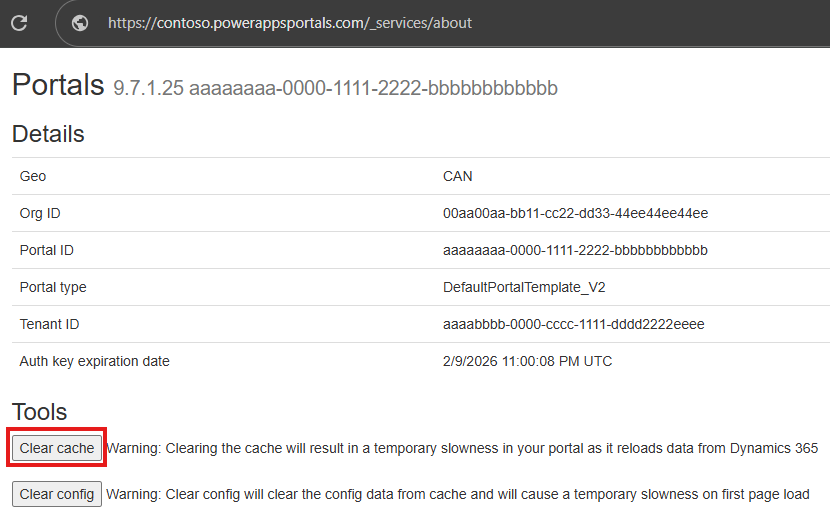 https://contoso.powerappsportals.com/_services/about
Portals 9.7.1.25 aaaaaaaa-0000-1111-2222-bbbbbbbbbbbb
Details
Geo CAN
Org ID 00aa00aa-bb11-cc22-dd33-44ee44ee44ee
Portal ID aaaaaaaa-0000-1111-2222-bbbbbbbbbbbb
Portal type DefaultPortalTemplate_V2
Tenant ID aaaabbbb-0000-cccc-1111-dddd2222eeee
Auth key expiration date 2/9/2026 11:00:08 PM UTC
Tools
Clear cache Warning: Clearing the cache will result in a temporary slowness in your portal as it reloads data from Dynamics 365
Clear config Warning: Clear config will clear the config data from cache and will cause a temporary slowness on first page load